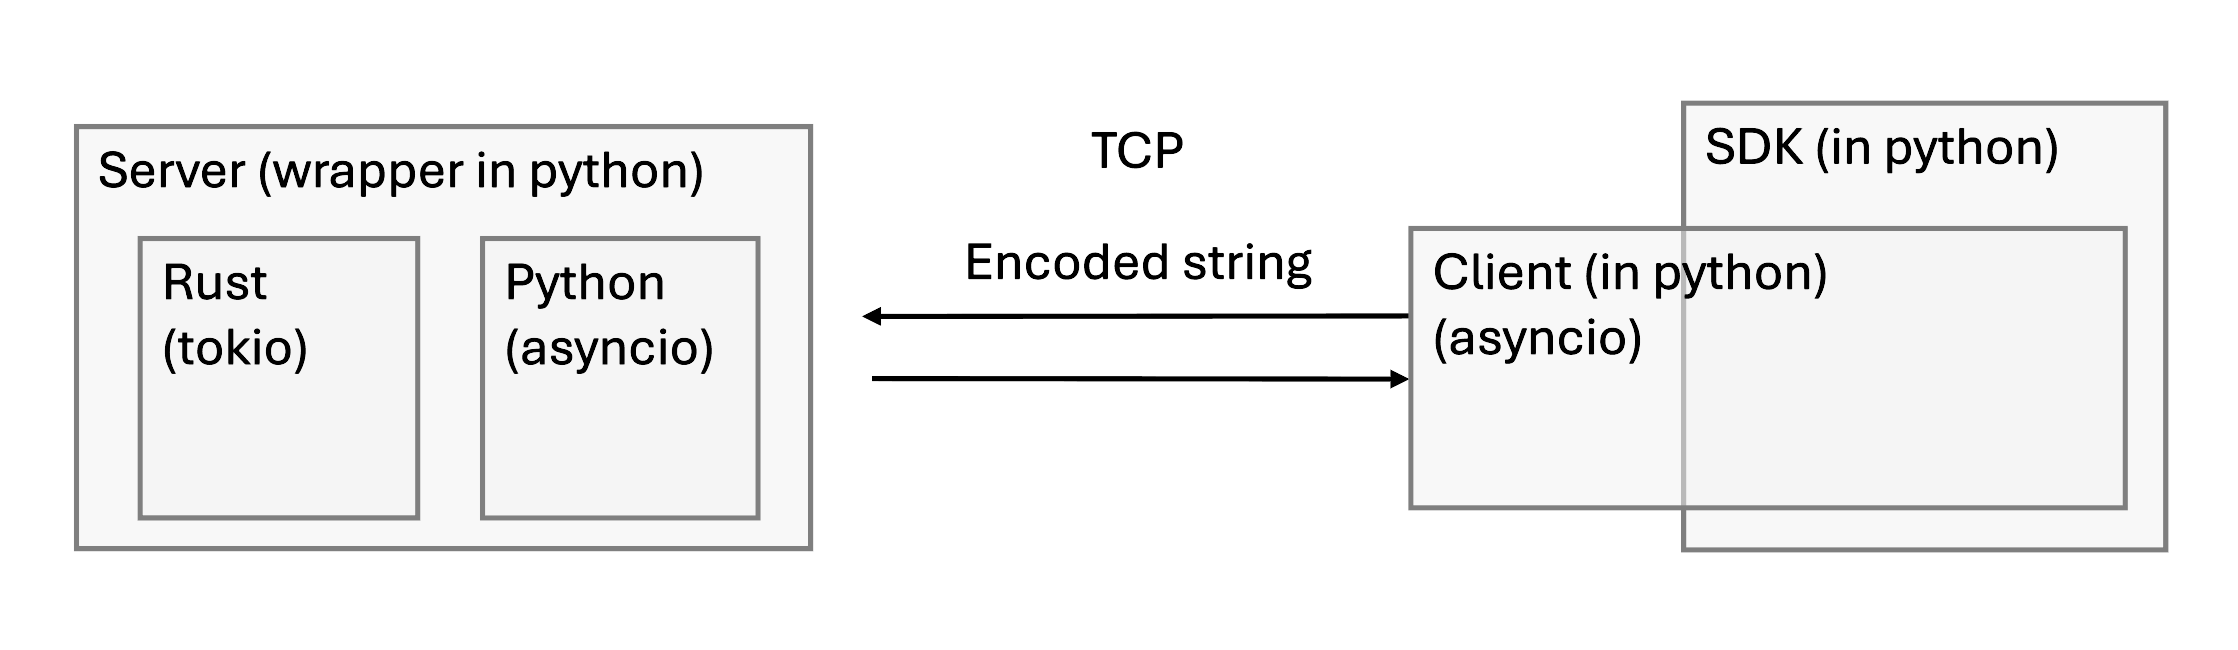 Server (wrapper in python)
Rust
(tokio)
Python
(asyncio)
TCP
Encoded string
SDK (in python)
Client (in python)
(asyncio)